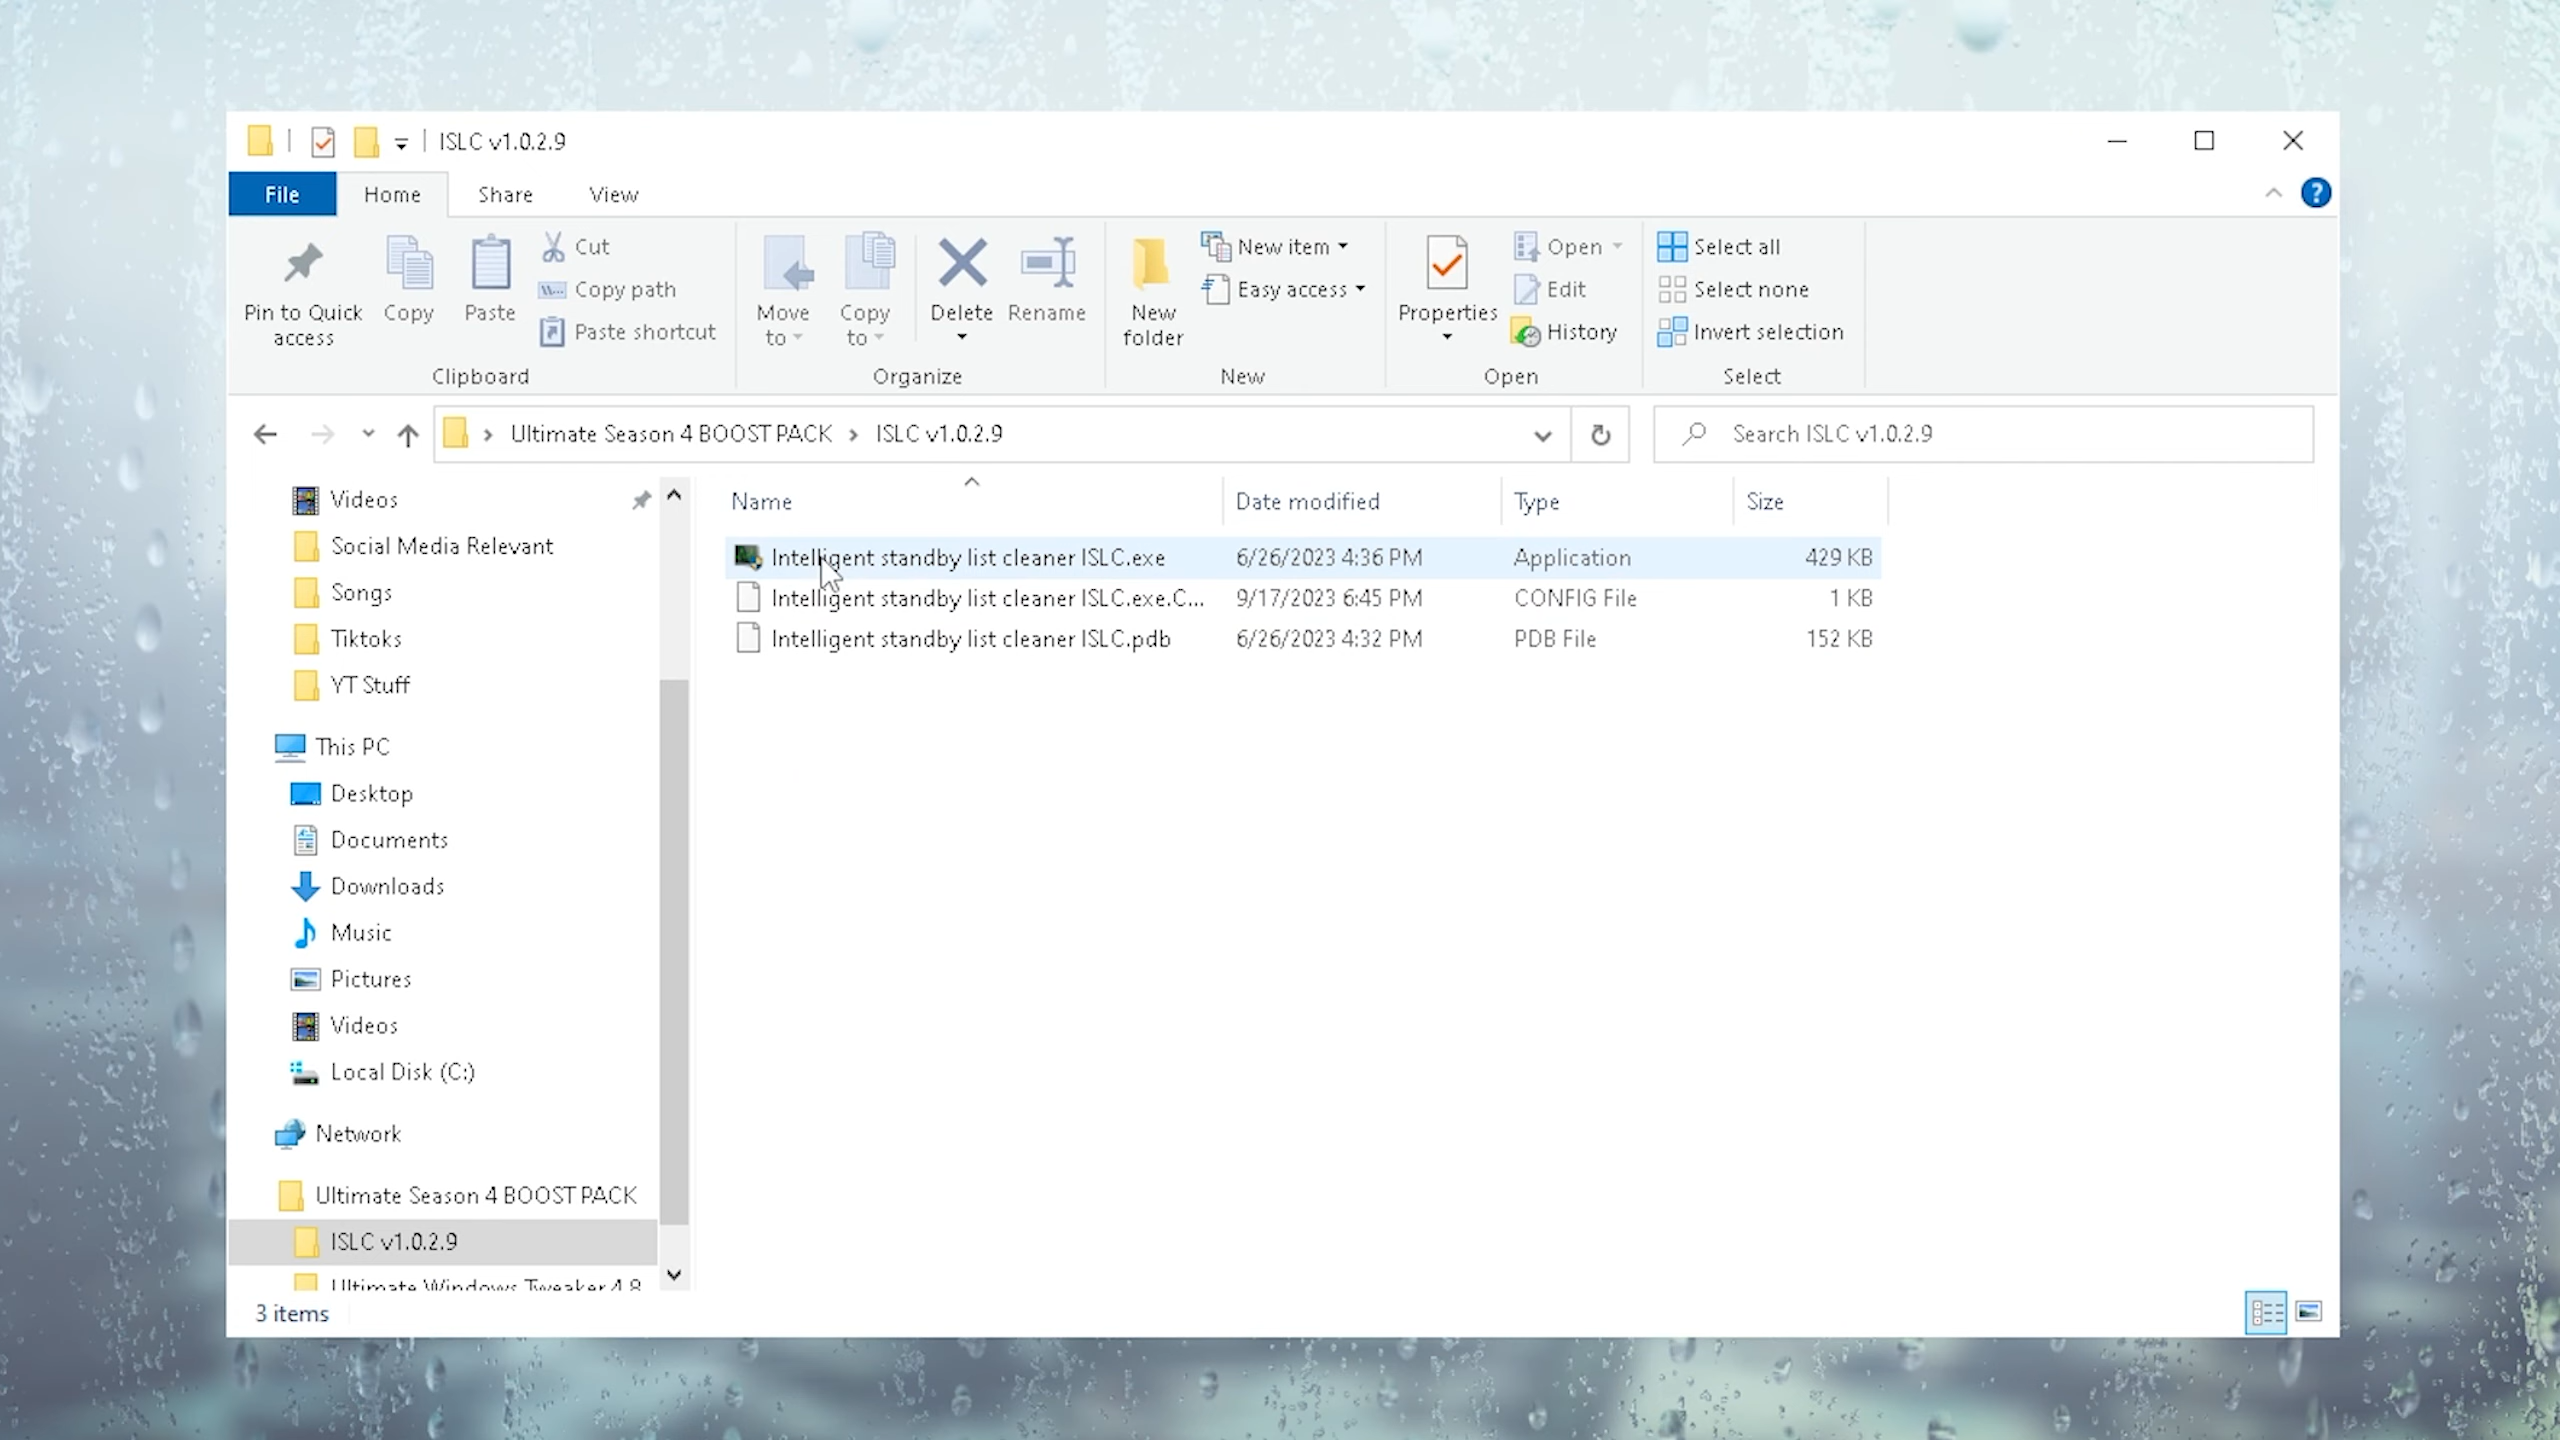 ISLC v1.0.2.9
File Home Share View
Pin to Quick access
Copy
Paste
Cut
Copy path
Paste shortcut
Clipboard
Move to
Copy to
Delete
Rename
Organize
New folder
New item
Easy access
New
Properties
Open
Edit
History
Open
Select all
Select none
Invert selection
Select
Ultimate Season 4 BOOST PACK ISLC v1.0.2.9
Search ISLC v1.0.2.9
Videos
Social Media Relevant
Songs
Tiktoks
YT Stuff
This PC
Desktop
Documents
Downloads
Music
Pictures
Videos
Local Disk (C:)
Network
Ultimate Season 4 BOOST PACK
ISLC v1.0.2.9
Ultimate Windows Tweaker 4.8
Name Date modified Type Size
Intelligent standby list cleaner ISLC.exe 6/26/2023 4:36 PM Application 429 KB
Intelligent standby list cleaner ISLC.exe.C... 9/17/2023 6:45 PM CONFIG File 1 KB
Intelligent standby list cleaner ISLC.pdb 6/26/2023 4:32 PM PDB File 152 KB
3 items